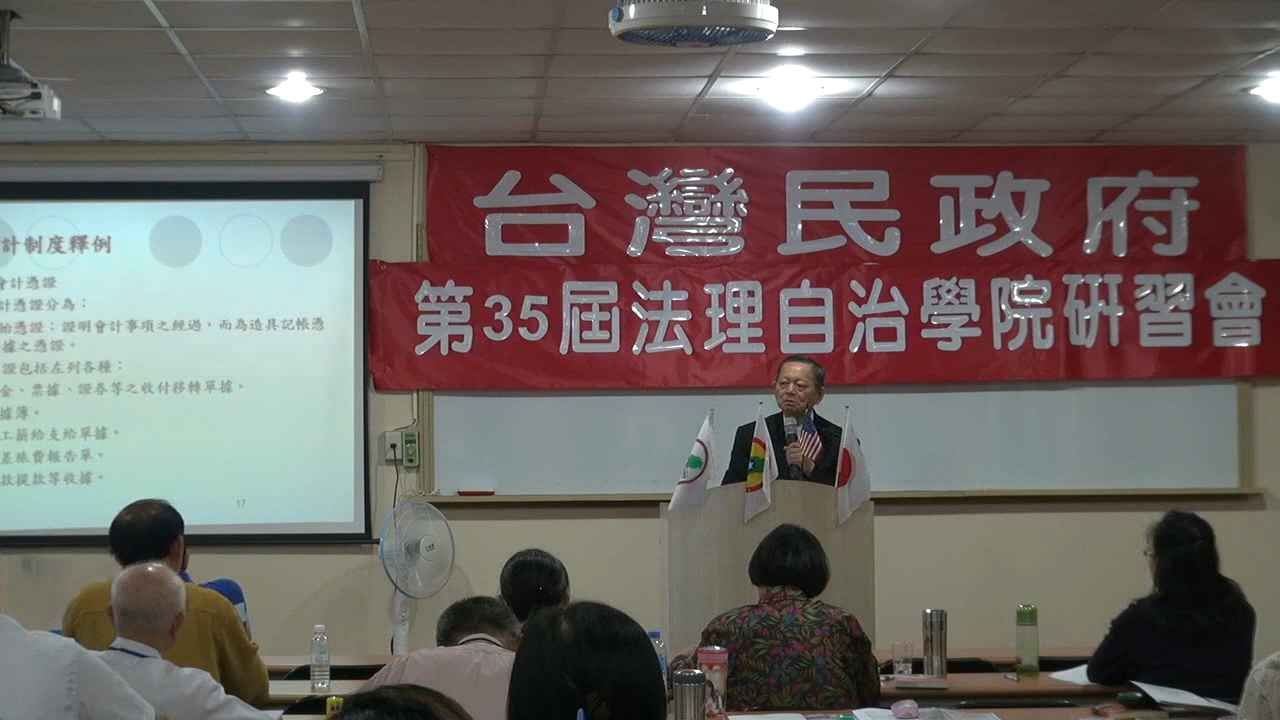 台灣民政府
第35屆法理自治學院研習會
計制度釋例
會計憑證
計憑證分為：
始憑證：證明會計事項之經過，而為造具記帳憑
據之憑證。
證包括左列各種：
金、票據、證券等之收付移轉單據。
據簿。
工薪給支給單據。
差旅費報告單。
款提款等收據。
17